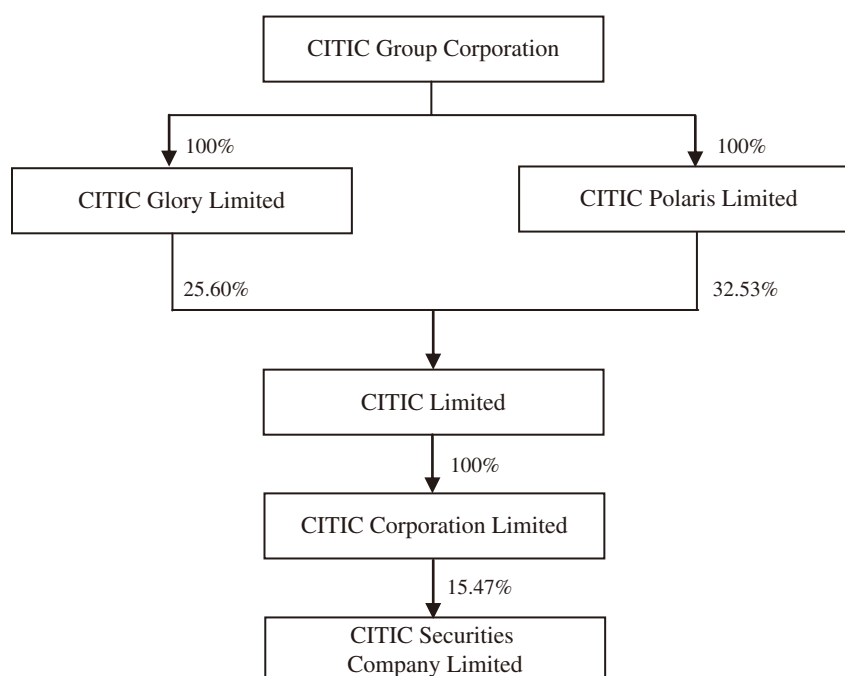 CITIC Group Corporation
100%
100%
CITIC Glory Limited
CITIC Polaris Limited
25.60%
32.53%
CITIC Limited
100%
CITIC Corporation Limited
15.47%
CITIC Securities
Company Limited